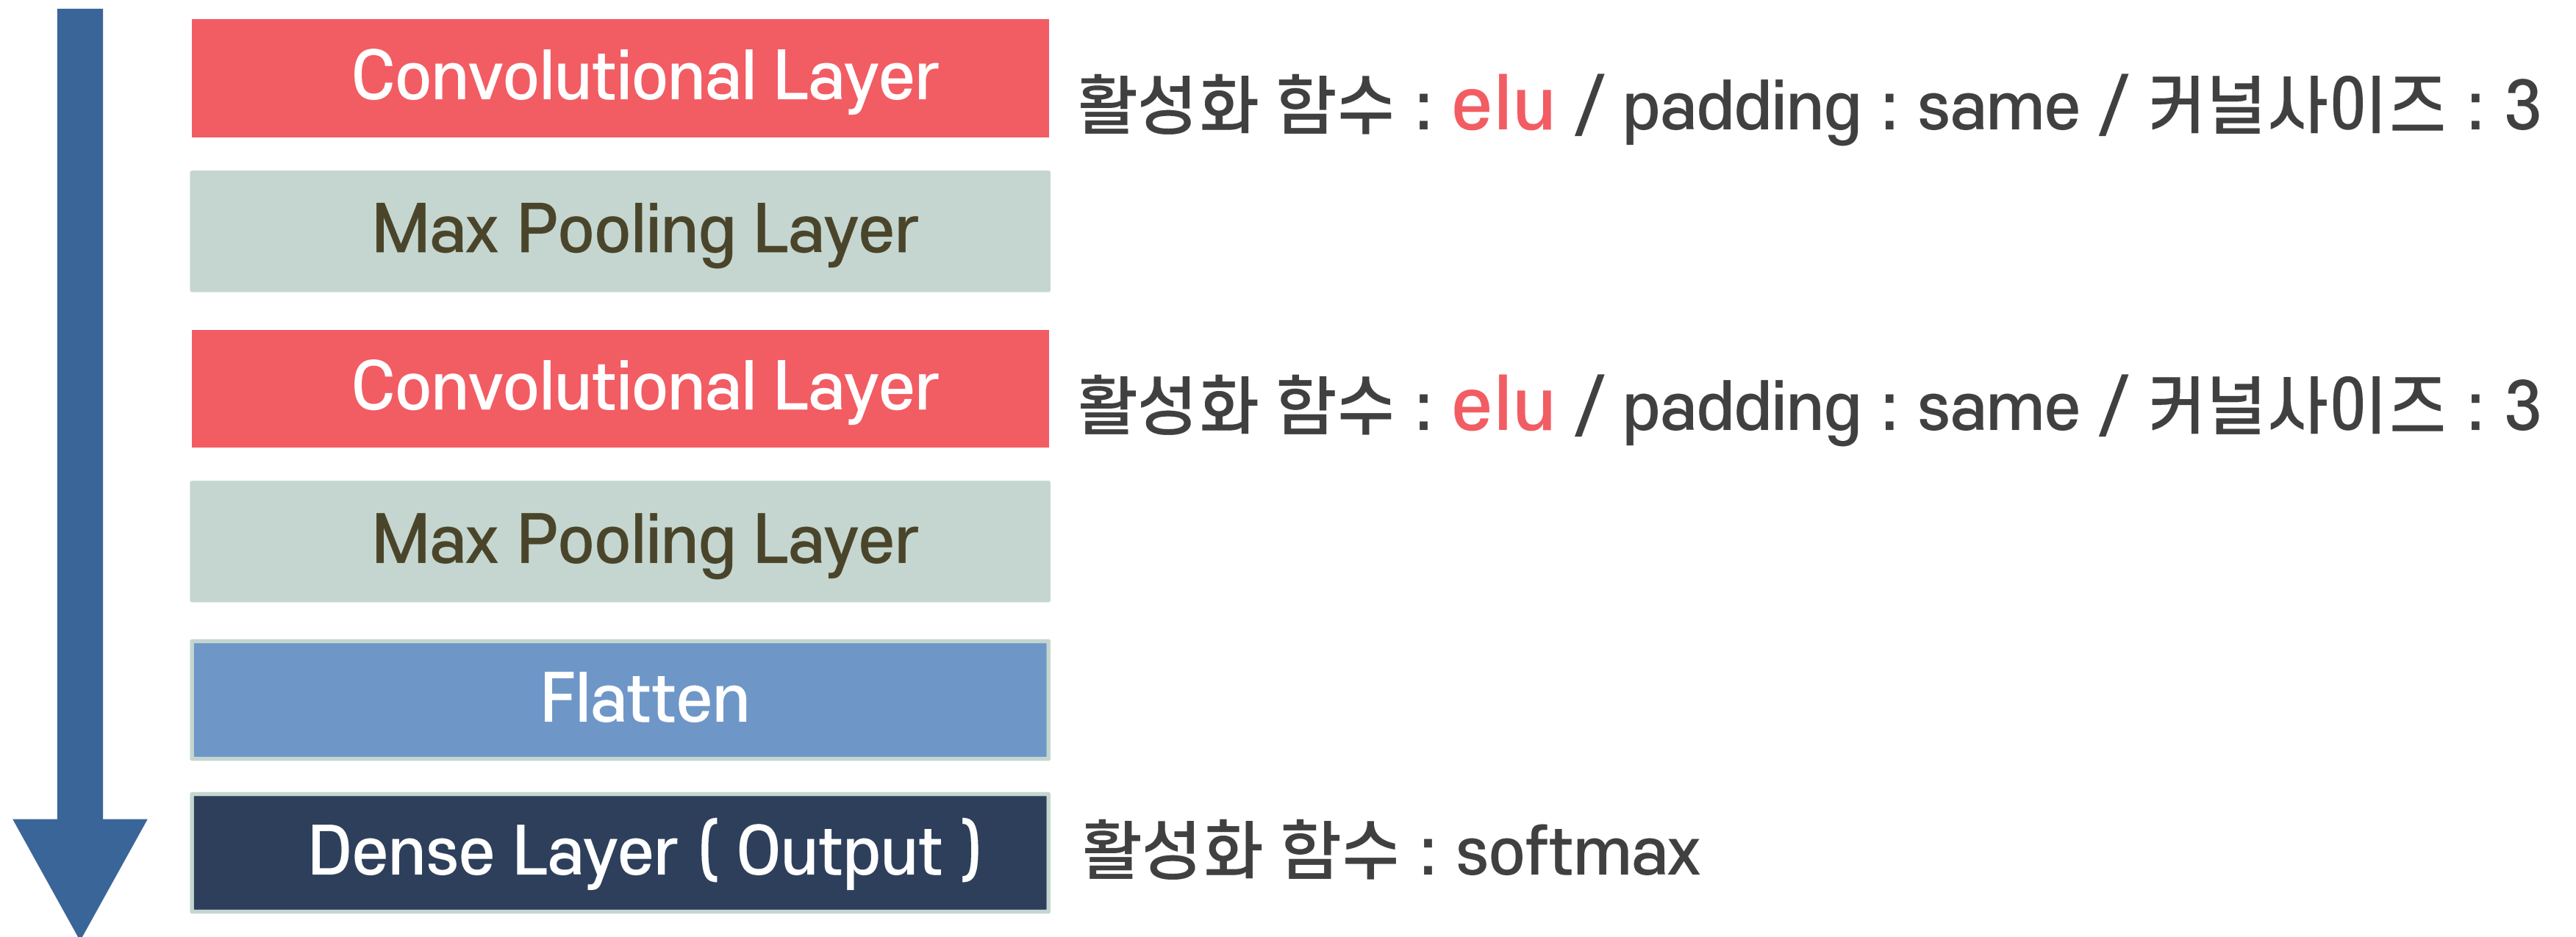 Convolutional Layer
활성화 함수 : elu / padding : same / 커널사이즈 : 3
Max Pooling Layer
Convolutional Layer
활성화 함수 : elu / padding : same / 커널사이즈 : 3
Max Pooling Layer
Flatten
Dense Layer ( Output )
활성화 함수 : softmax